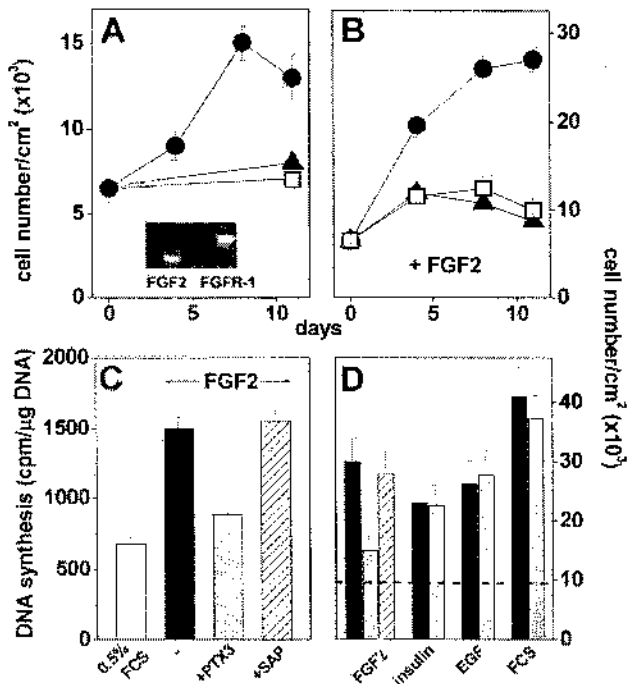 A
B
cell number/cm² (x10³)
15
10
5
0
FGF2 FGFR-1
0 5 10
days
+ FGF2
0 5 10
30
20
10
0
cell number/cm² (x10³)
C
D
FGF2
DNA synthesis (cpm/µg DNA)
2000
1500
1000
500
0
0.5% FCS
-
+PTX3
+SAP
FGF2
insulin
EGF
FCS
40
30
20
10
0